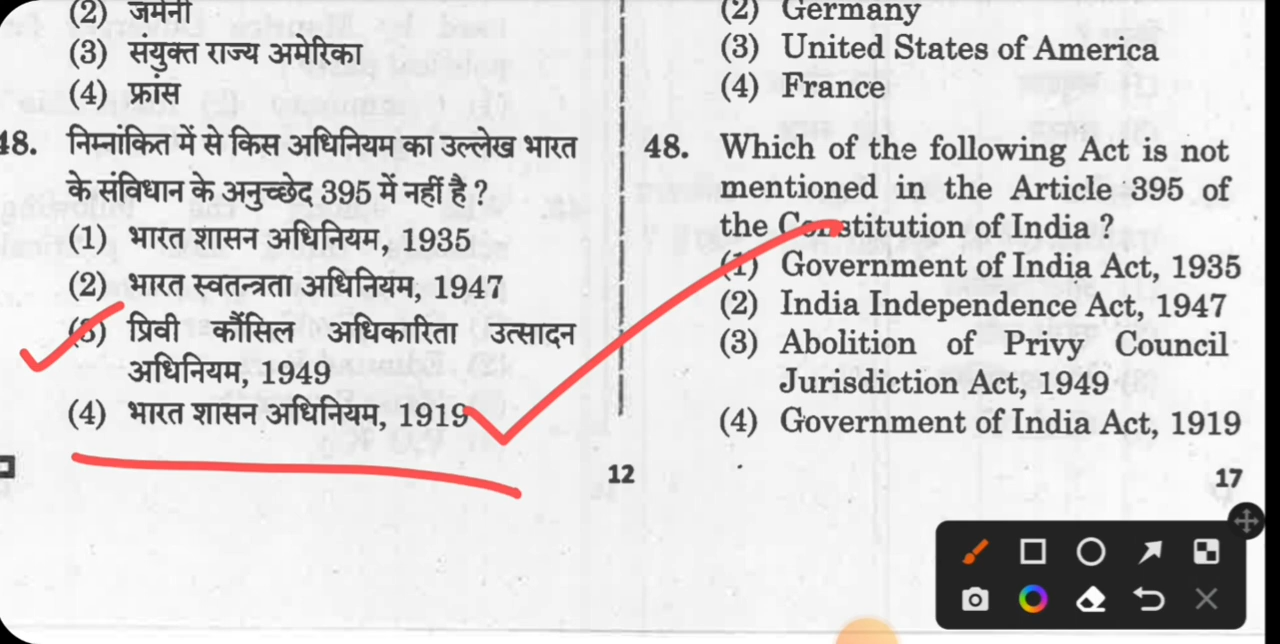 (2) जर्मनी
(3) सयुक्त राज्य अमेरिका
(4) फ्रांस
48. निम्नांकित में से किस अधिनियम का उल्लेख भारत
के संविधान के अनुच्छेद 395 में नहीं है ?
(1) भारत शासन अधिनियम, 1935
(2) भारत स्वतन्त्रता अधिनियम, 1947
(3) प्रिवी कौंसिल अधिकारिता उत्सादन
अधिनियम, 1949
(4) भारत शासन अधिनियम, 1919
(2) Germany
(3) United States of America
(4) France
48. Which of the following Act is not
mentioned in the Article 395 of
the Constitution of India ?
(1) Government of India Act, 1935
(2) India Independence Act, 1947
(3) Abolition of Privy Council
Jurisdiction Act, 1949
(4) Government of India Act, 1919
12
17